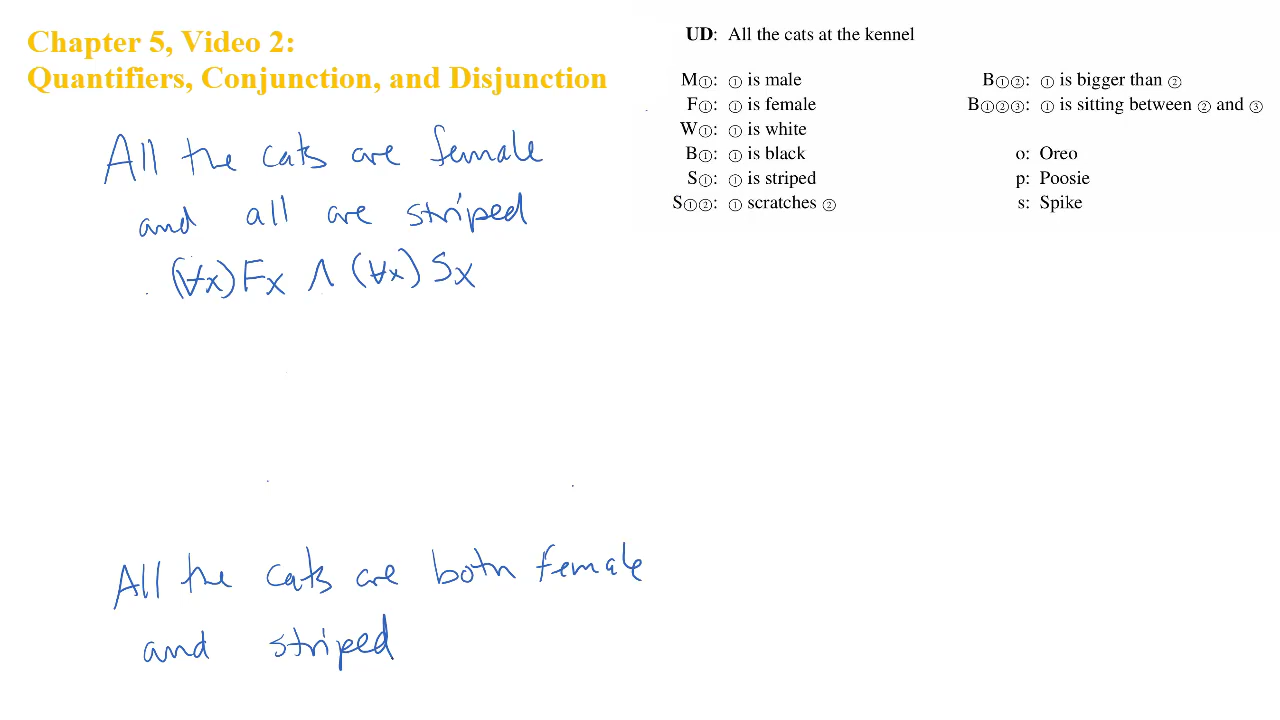 Chapter 5, Video 2:
Quantifiers, Conjunction, and Disjunction
All the cats are female
and all are striped
(∀x)Fx ∧ (∀x)Sx
All the cats are both female
and striped
UD: All the cats at the kennel
M①: ① is male
F①: ① is female
W①: ① is white
B①: ① is black
S①: ① is striped
S①②: ① scratches ②
B①②: ① is bigger than ②
B①②③: ① is sitting between ② and ③
o: Oreo
p: Poosie
s: Spike